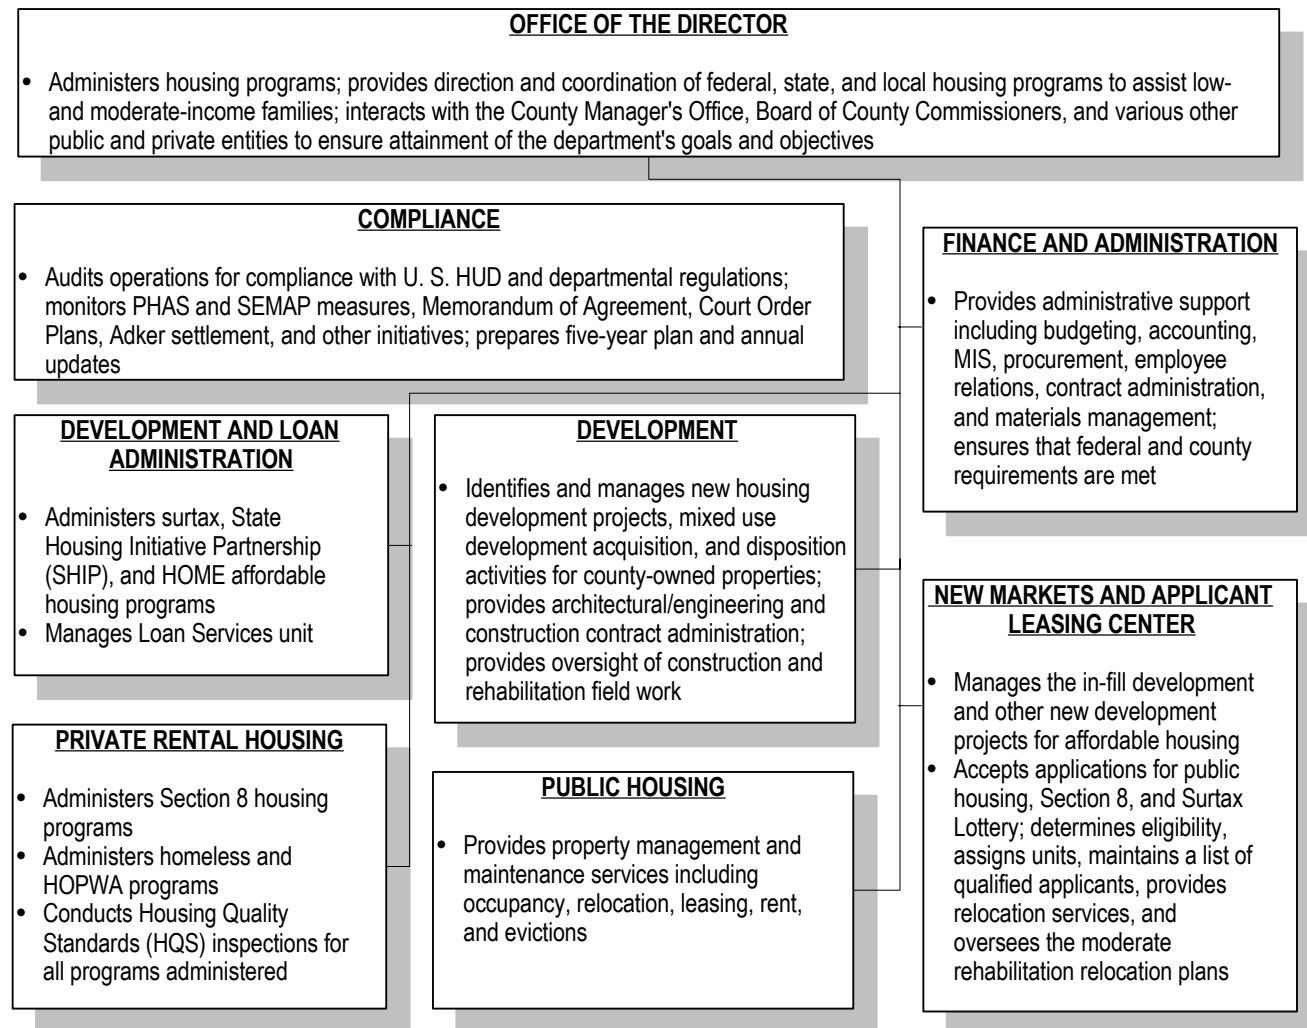 OFFICE OF THE DIRECTOR
• Administers housing programs; provides direction and coordination of federal, state, and local housing programs to assist low-
and moderate-income families; interacts with the County Manager's Office, Board of County Commissioners, and various other
public and private entities to ensure attainment of the department's goals and objectives
COMPLIANCE
• Audits operations for compliance with U. S. HUD and departmental regulations;
monitors PHAS and SEMAP measures, Memorandum of Agreement, Court Order
Plans, Adker settlement, and other initiatives; prepares five-year plan and annual
updates
FINANCE AND ADMINISTRATION
• Provides administrative support
including budgeting, accounting,
MIS, procurement, employee
relations, contract administration,
and materials management;
ensures that federal and county
requirements are met
DEVELOPMENT AND LOAN
ADMINISTRATION
• Administers surtax, State
Housing Initiative Partnership
(SHIP), and HOME affordable
housing programs
• Manages Loan Services unit
DEVELOPMENT
• Identifies and manages new housing
development projects, mixed use
development acquisition, and disposition
activities for county-owned properties;
provides architectural/engineering and
construction contract administration;
provides oversight of construction and
rehabilitation field work
NEW MARKETS AND APPLICANT
LEASING CENTER
• Manages the in-fill development
and other new development
projects for affordable housing
• Accepts applications for public
housing, Section 8, and Surtax
Lottery; determines eligibility,
assigns units, maintains a list of
qualified applicants, provides
relocation services, and
oversees the moderate
rehabilitation relocation plans
PRIVATE RENTAL HOUSING
• Administers Section 8 housing
programs
• Administers homeless and
HOPWA programs
• Conducts Housing Quality
Standards (HQS) inspections for
all programs administered
PUBLIC HOUSING
• Provides property management and
maintenance services including
occupancy, relocation, leasing, rent,
and evictions